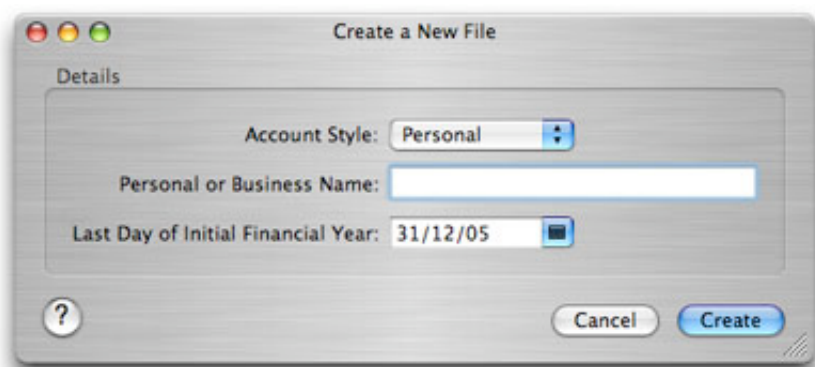 Create a New File
Details
Account Style: Personal
Personal or Business Name:
Last Day of Initial Financial Year: 31/12/05
?
Cancel Create